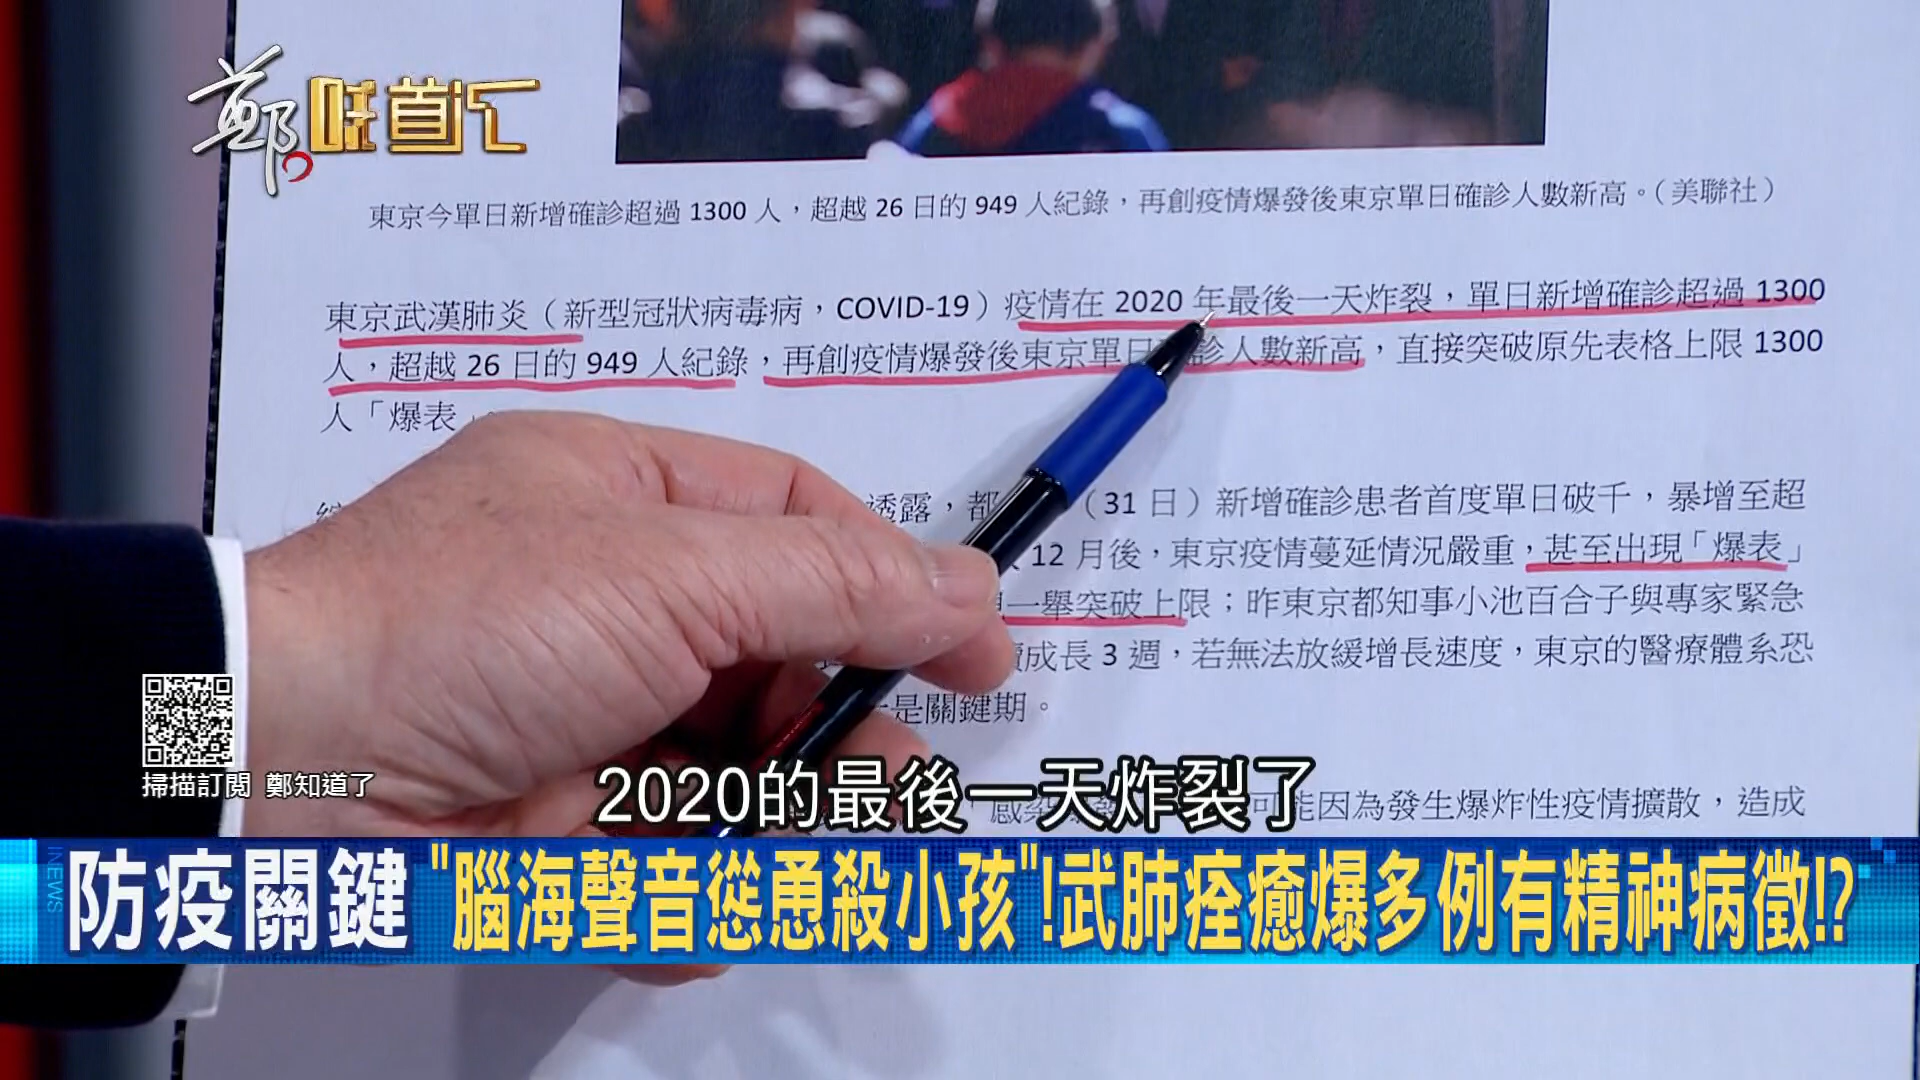 鄭旺首汇
東京今單日新增確診超過 1300 人，超越 26 日的 949 人紀錄，再創疫情爆發後東京單日確診人數新高。（美聯社）
東京武漢肺炎（新型冠狀病毒病，COVID-19）疫情在 2020 年最後一天炸裂，單日新增確診超過 1300
人，超越 26 日的 949 人紀錄，再創疫情爆發後東京單日確診人數新高，直接突破原先表格上限 1300
人「爆表」。
透露，都（31 日）新增確診患者首度單日破千，暴增至超
12 月後，東京疫情蔓延情況嚴重，甚至出現「爆表」
一舉突破上限；昨東京都知事小池百合子與專家緊急
成長 3 週，若無法放緩增長速度，東京的醫療體系恐
是關鍵期。
可能因為發生爆炸性疫情擴散，造成
掃描訂閱 鄭知道了
2020的最後一天炸裂了
INEWS
防疫關鍵 "腦海聲音慫恿殺小孩"!武肺痊癒爆多例有精神病徵!?